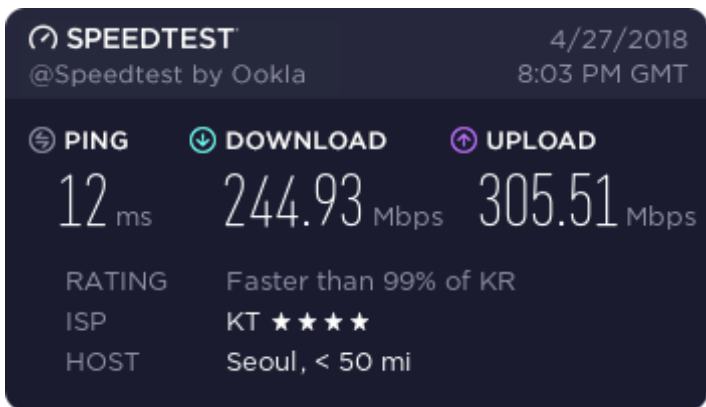 SPEEDTEST 4/27/2018
@Speedtest by Ookla 8:03 PM GMT
PING DOWNLOAD UPLOAD
12 ms 244.93 Mbps 305.51 Mbps
RATING Faster than 99% of KR
ISP KT ★★★★
HOST Seoul, < 50 mi